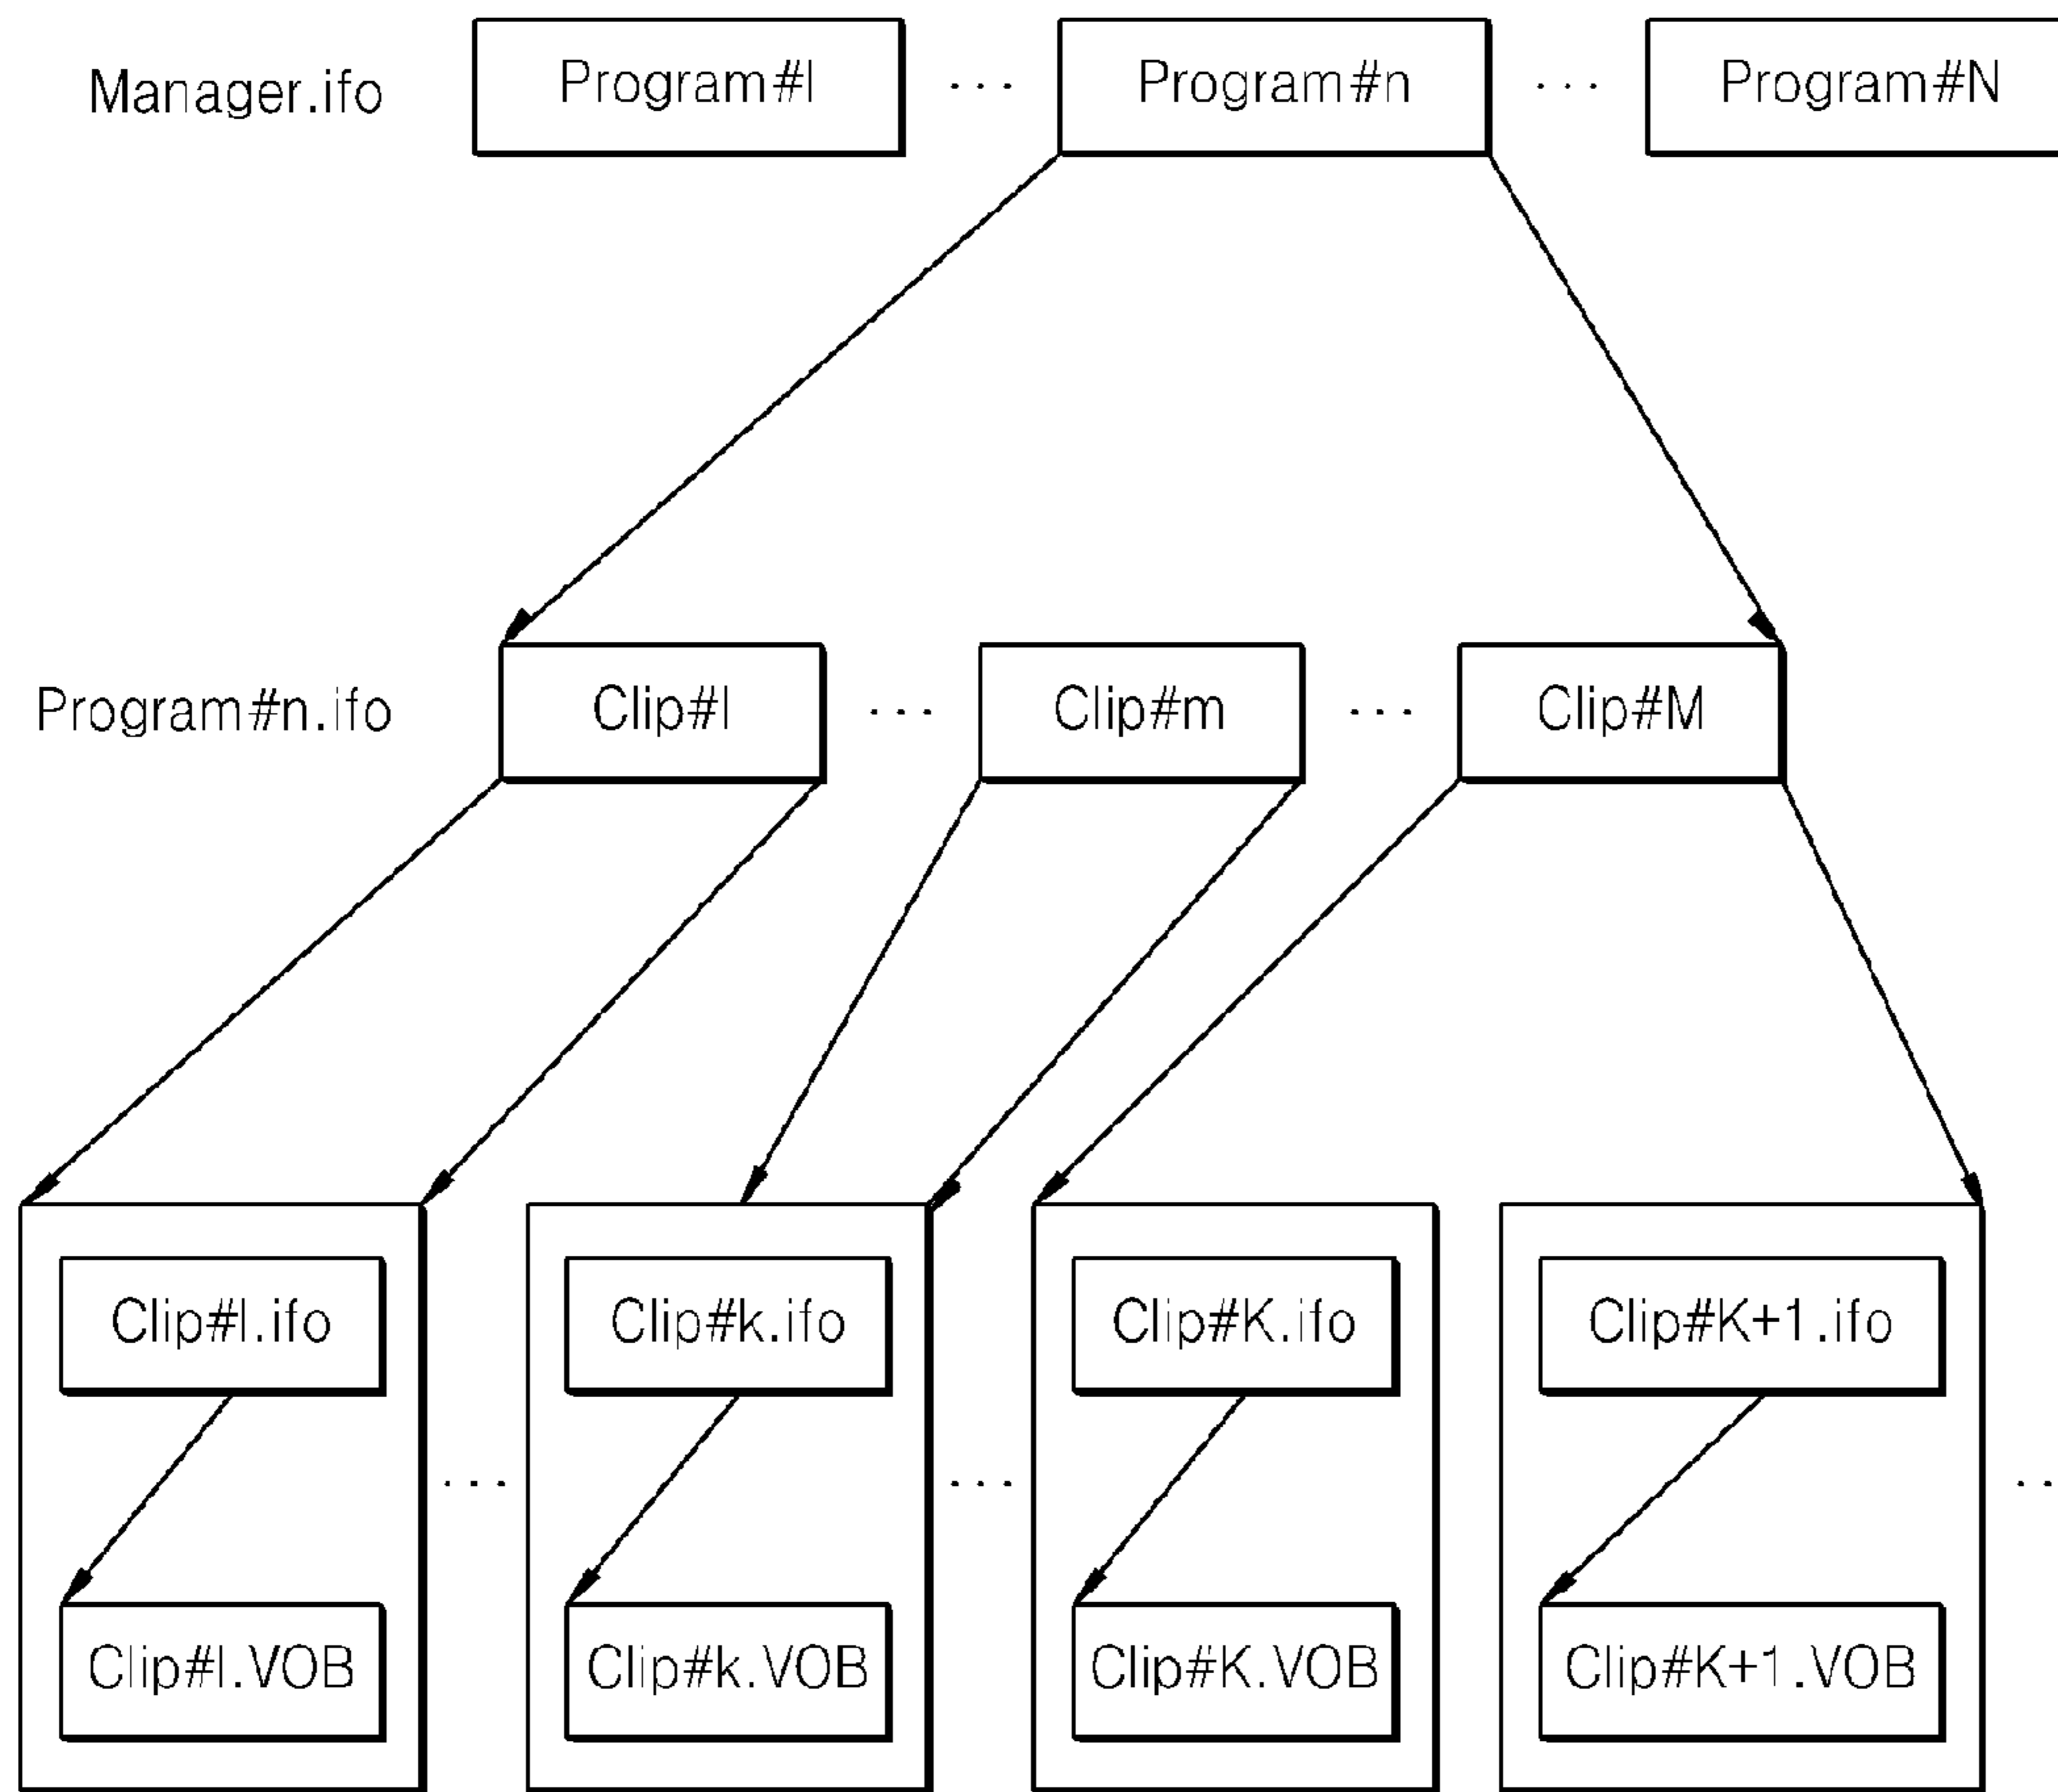 Manager.ifo Program#l ... Program#n ... Program#N
Program#n.ifo Clip#l ... Clip#m ... Clip#M
Clip#l.ifo Clip#k.ifo Clip#K.ifo Clip#K+1.ifo
... ... ..
Clip#l.VOB Clip#k.VOB Clip#K.VOB Clip#K+1.VOB